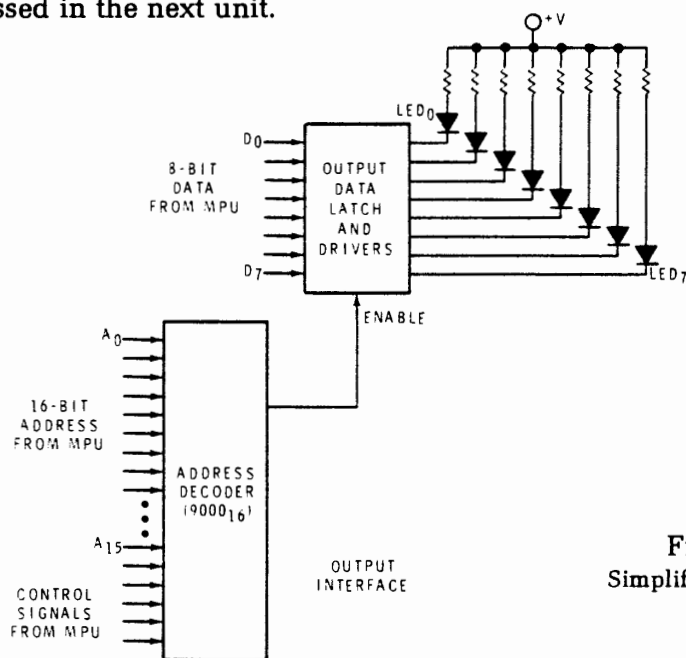 ssed in the next unit.
+V
LED0
D0
8-BIT
DATA
FROM MPU
OUTPUT
DATA
LATCH
AND
DRIVERS
D7
LED7
ENABLE
A0
16-BIT
ADDRESS
FROM MPU
ADDRESS
DECODER
(900016)
A15
OUTPUT
INTERFACE
CONTROL
SIGNALS
FROM MPU
F
Simplif